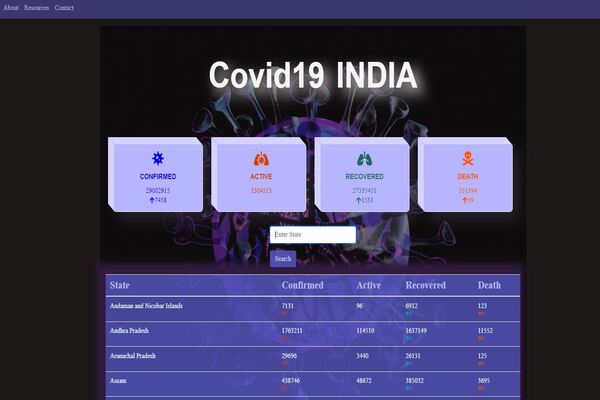 About Resources Contact
Covid19 INDIA
CONFIRMED ACTIVE RECOVERED DEATH
29002915 1304513 27335451 351394
7458 1533 59
Enter State
Search
State Confirmed Active Recovered Death
Andaman and Nicobar Islands 7131 96 6912 123
Andhra Pradesh 1763211 114510 1637149 11552
Arunachal Pradesh 29696 3440 26131 125
Assam 438746 48672 385032 3695